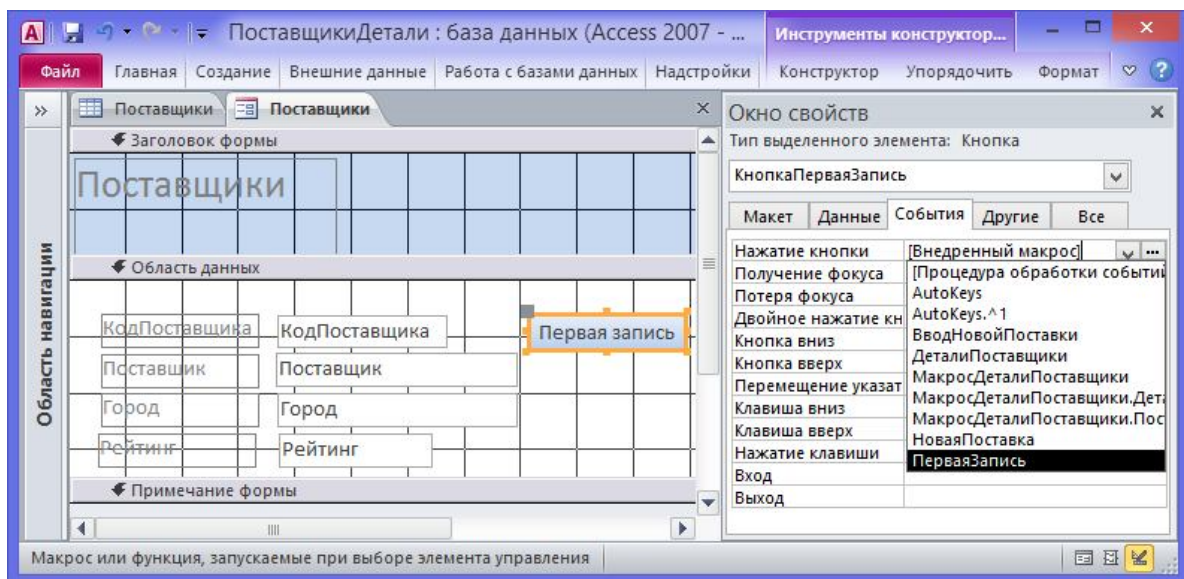 ПоставщикиДетали : база данных (Access 2007 - ...
Инструменты конструктор...
Файл Главная Создание Внешние данные Работа с базами данных Надстройки Конструктор Упорядочить Формат
Поставщики Поставщики
Заголовок формы
Поставщики
Область данных
КодПоставщика КодПоставщика Первая запись
Поставщик Поставщик
Город Город
Рейтинг Рейтинг
Примечание формы
Область навигации
Окно свойств
Тип выделенного элемента: Кнопка
КнопкаПерваяЗапись
Макет Данные События Другие Все
Нажатие кнопки [Внедренный макрос]
Получение фокуса [Процедура обработки событий
Потеря фокуса AutoKeys
Двойное нажатие кн AutoKeys.^1
Кнопка вниз ВводНовойПоставки
Кнопка вверх ДеталиПоставщики
Перемещение указат МакросДеталиПоставщики
Клавиша вниз МакросДеталиПоставщики.Дета
Клавиша вверх МакросДеталиПоставщики.Пос
Нажатие клавиши НоваяПоставка
Вход ПерваяЗапись
Выход
Макрос или функция, запускаемые при выборе элемента управления